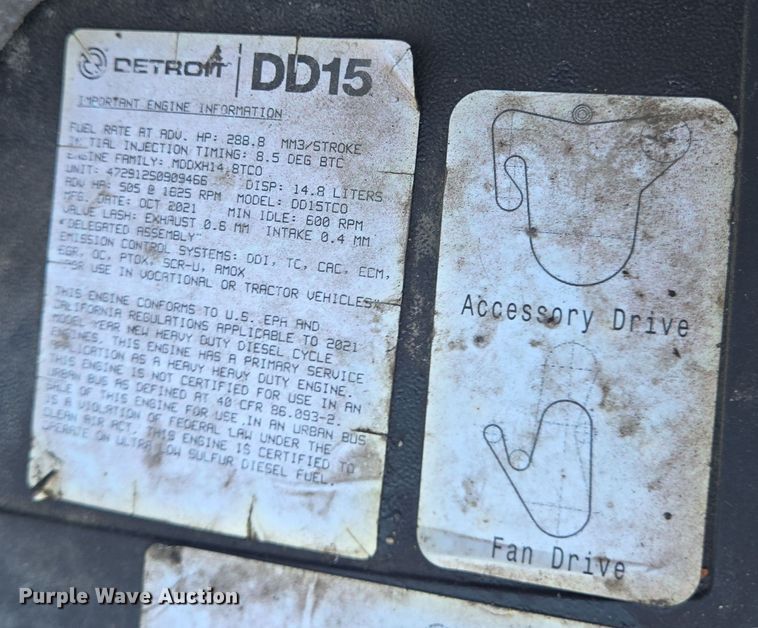 DETROIT DD15
IMPORTANT ENGINE INFORMATION
FUEL RATE AT ADV. HP: 288.8 MM3/STROKE
INITIAL INJECTION TIMING: 8.5 DEG BTC
ENGINE FAMILY: MDDXH14.8TCO
UNIT: 472912S0909466 DISP: 14.8 LITERS
ADV HP: 505 @ 1625 RPM MODEL: DD15TCO
MFG. DATE: OCT 2021 MIN IDLE: 600 RPM
VALVE LASH: EXHAUST 0.6 MM INTAKE 0.4 MM
"DELEGATED ASSEMBLY"
EMISSION CONTROL SYSTEMS: DDI, TC, CAC, ECM,
EGR, OC, PTOX, SCR-U, AMOX
FOR USE IN VOCATIONAL OR TRACTOR VEHICLES
THIS ENGINE CONFORMS TO U.S. EPA AND
CALIFORNIA REGULATIONS APPLICABLE TO 2021
MODEL YEAR NEW HEAVY DUTY DIESEL CYCLE
ENGINES. THIS ENGINE HAS A PRIMARY SERVICE
APPLICATION AS A HEAVY HEAVY DUTY ENGINE.
THIS ENGINE IS NOT CERTIFIED FOR USE IN AN
URBAN BUS AS DEFINED AT 40 CFR 86.093-2.
SALE OF THIS ENGINE FOR USE IN AN URBAN BUS
IS A VIOLATION OF FEDERAL LAW UNDER THE
CLEAN AIR ACT. THIS ENGINE IS CERTIFIED TO
OPERATE ON ULTRA LOW SULFUR DIESEL FUEL.
Accessory Drive
Fan Drive
Purple Wave Auction